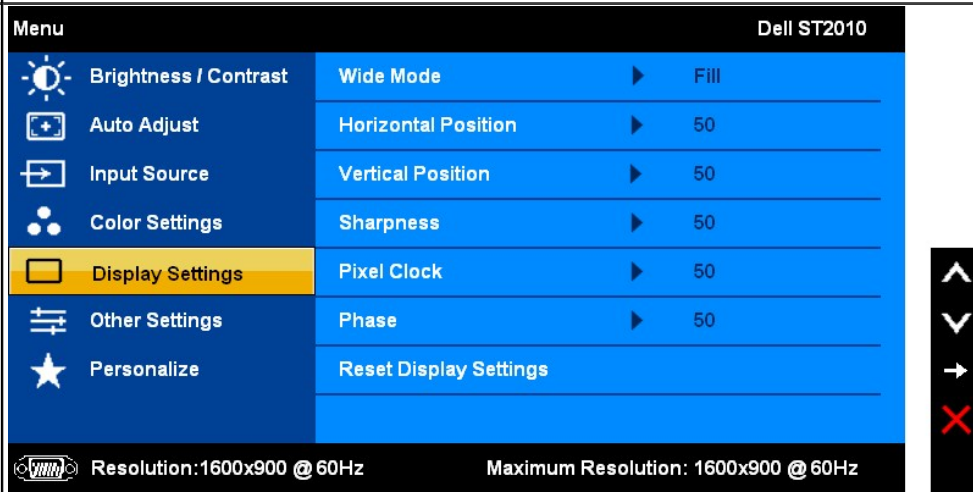 Menu Dell ST2010
Brightness / Contrast Wide Mode Fill
Auto Adjust Horizontal Position 50
Input Source Vertical Position 50
Color Settings Sharpness 50
Display Settings Pixel Clock 50
Other Settings Phase 50
Personalize Reset Display Settings
Resolution:1600x900 @60Hz Maximum Resolution: 1600x900 @60Hz